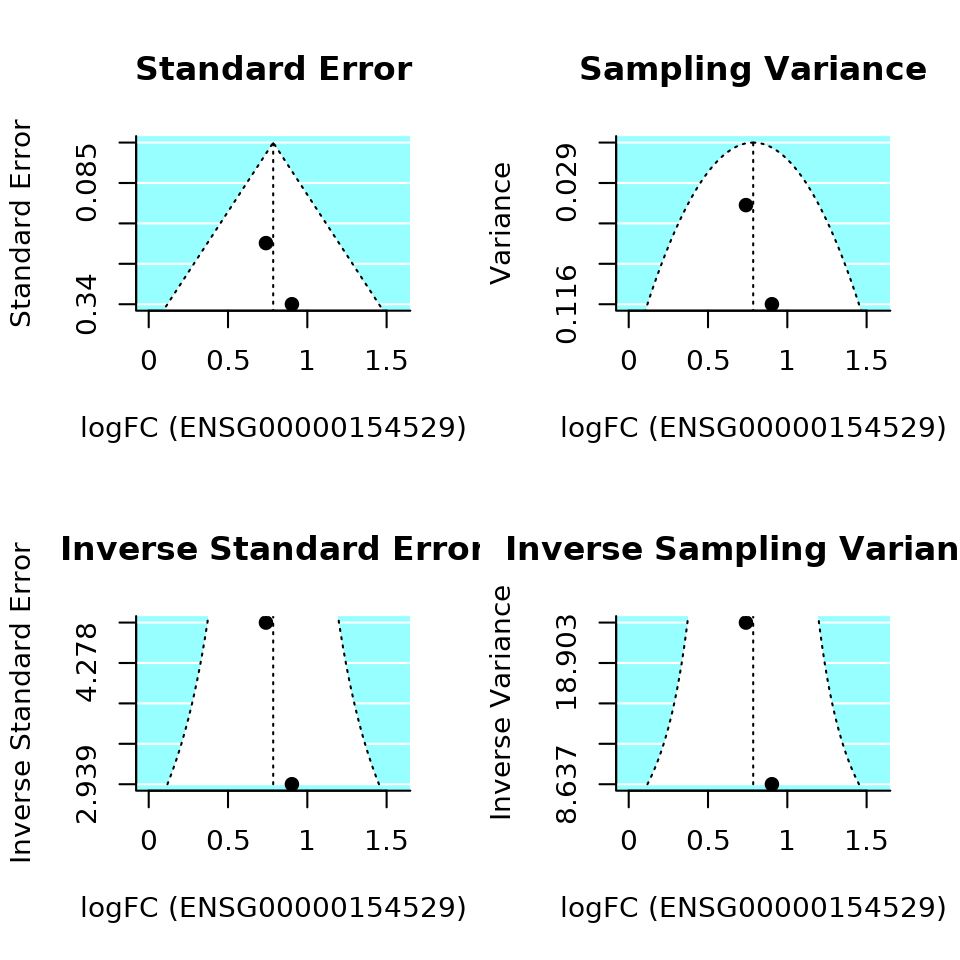 Standard Error
Standard Error
0.085
0.34
0 0.5 1 1.5
logFC (ENSG00000154529)
Sampling Variance
Variance
0.029
0.116
0 0.5 1 1.5
logFC (ENSG00000154529)
Inverse Standard Error
Inverse Standard Error
4.278
2.939
0 0.5 1 1.5
logFC (ENSG00000154529)
Inverse Sampling Varian
Inverse Variance
18.903
8.637
0 0.5 1 1.5
logFC (ENSG00000154529)